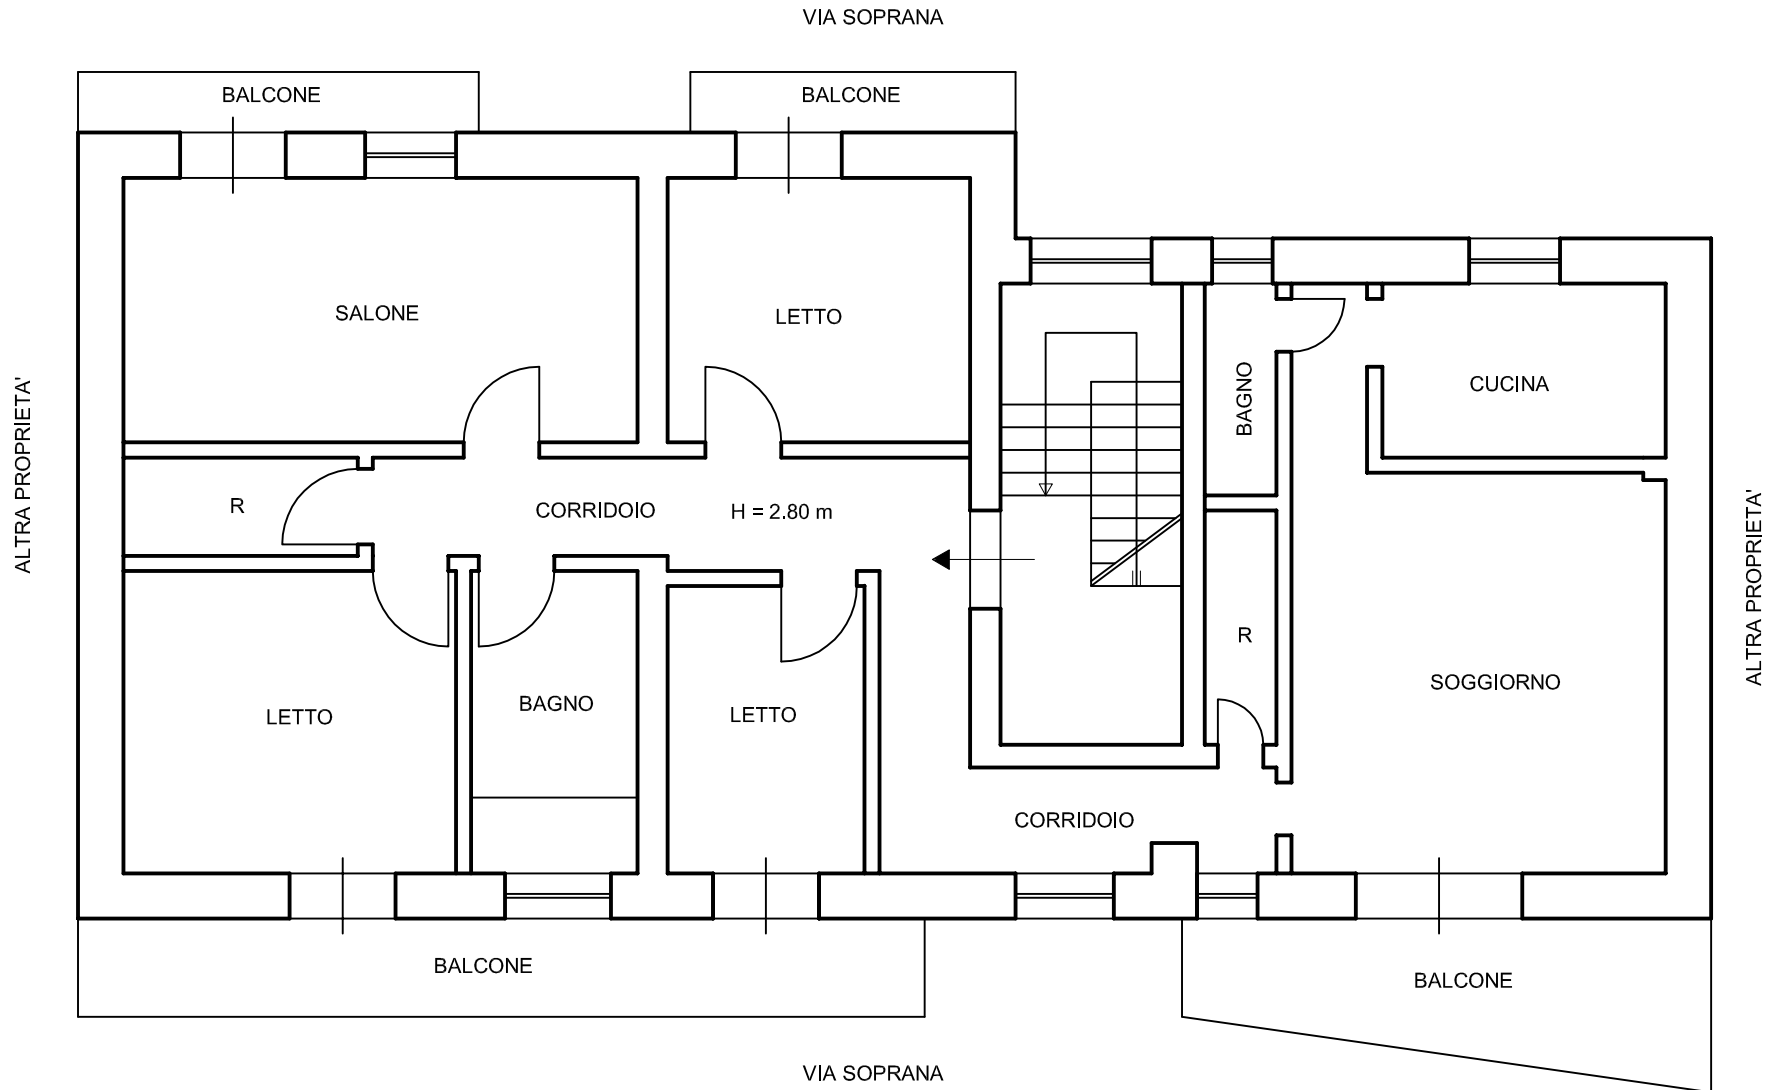 VIA SOPRANA
BALCONE
BALCONE
SALONE
LETTO
BAGNO
CUCINA
ALTRA PROPRIETA'
R
CORRIDOIO
H = 2.80 m
ALTRA PROPRIETA'
R
SOGGIORNO
LETTO
BAGNO
LETTO
CORRIDOIO
BALCONE
BALCONE
VIA SOPRANA